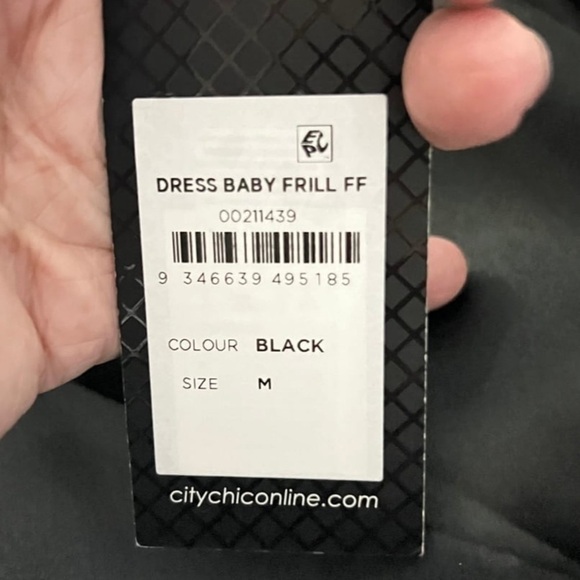 DRESS BABY FRILL FF
00211439
9 346639 495185
COLOUR BLACK
SIZE M
citychiconline.com